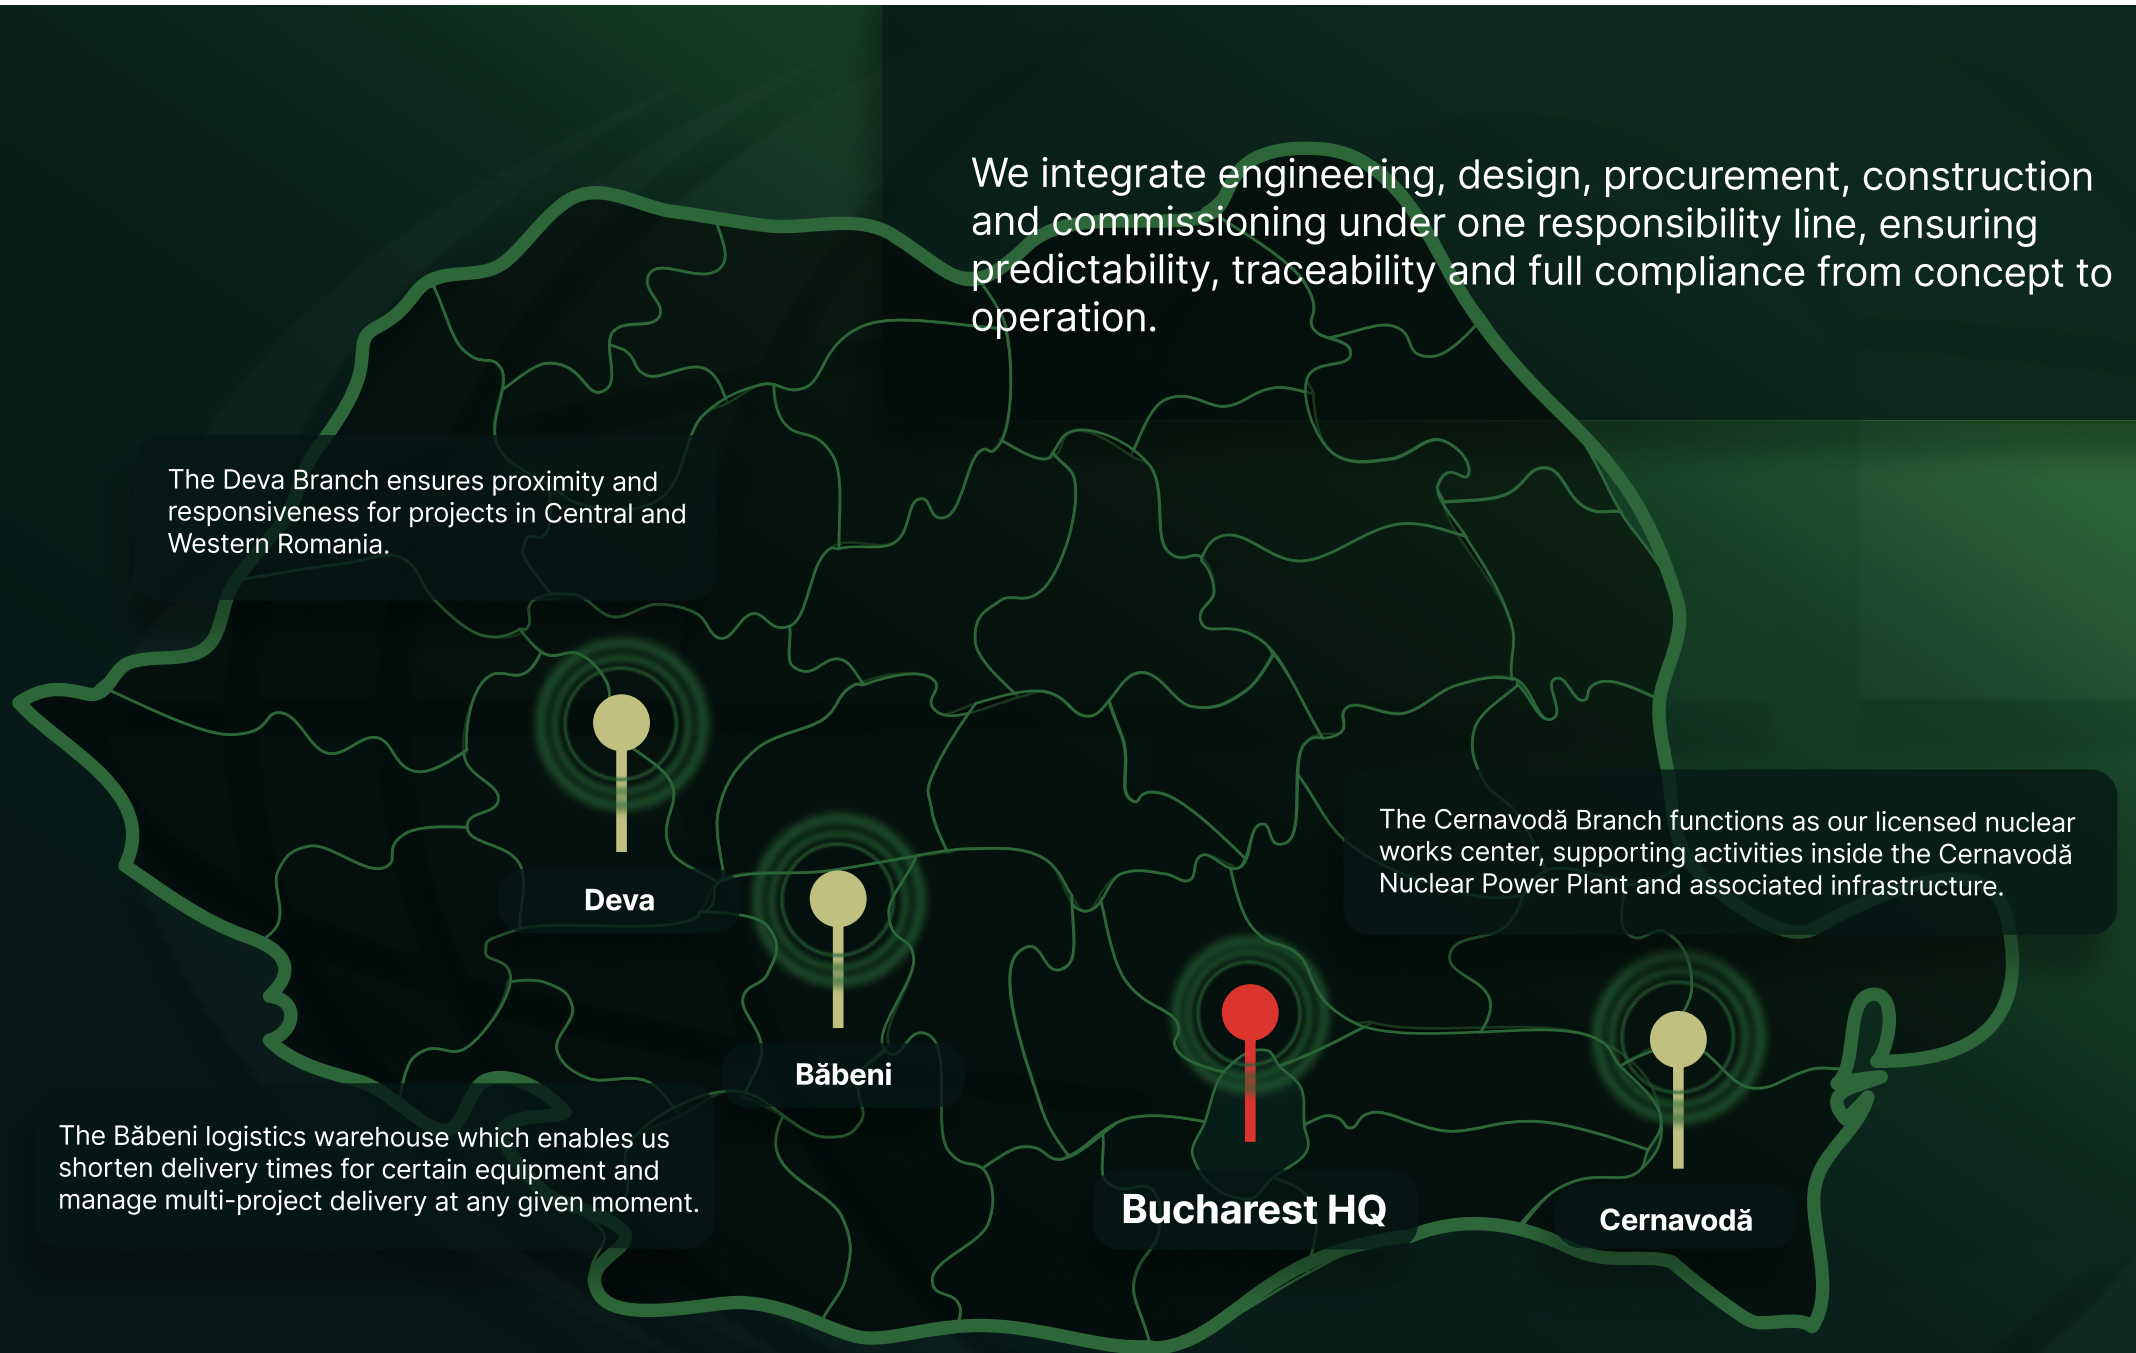 We integrate engineering, design, procurement, construction
and commissioning under one responsibility line, ensuring
predictability, traceability and full compliance from concept to
operation.
The Deva Branch ensures proximity and
responsiveness for projects in Central and
Western Romania.
Deva
The Cernavodă Branch functions as our licensed nuclear
works center, supporting activities inside the Cernavodă
Nuclear Power Plant and associated infrastructure.
Băbeni
The Băbeni logistics warehouse which enables us
shorten delivery times for certain equipment and
manage multi-project delivery at any given moment.
Bucharest HQ
Cernavodă